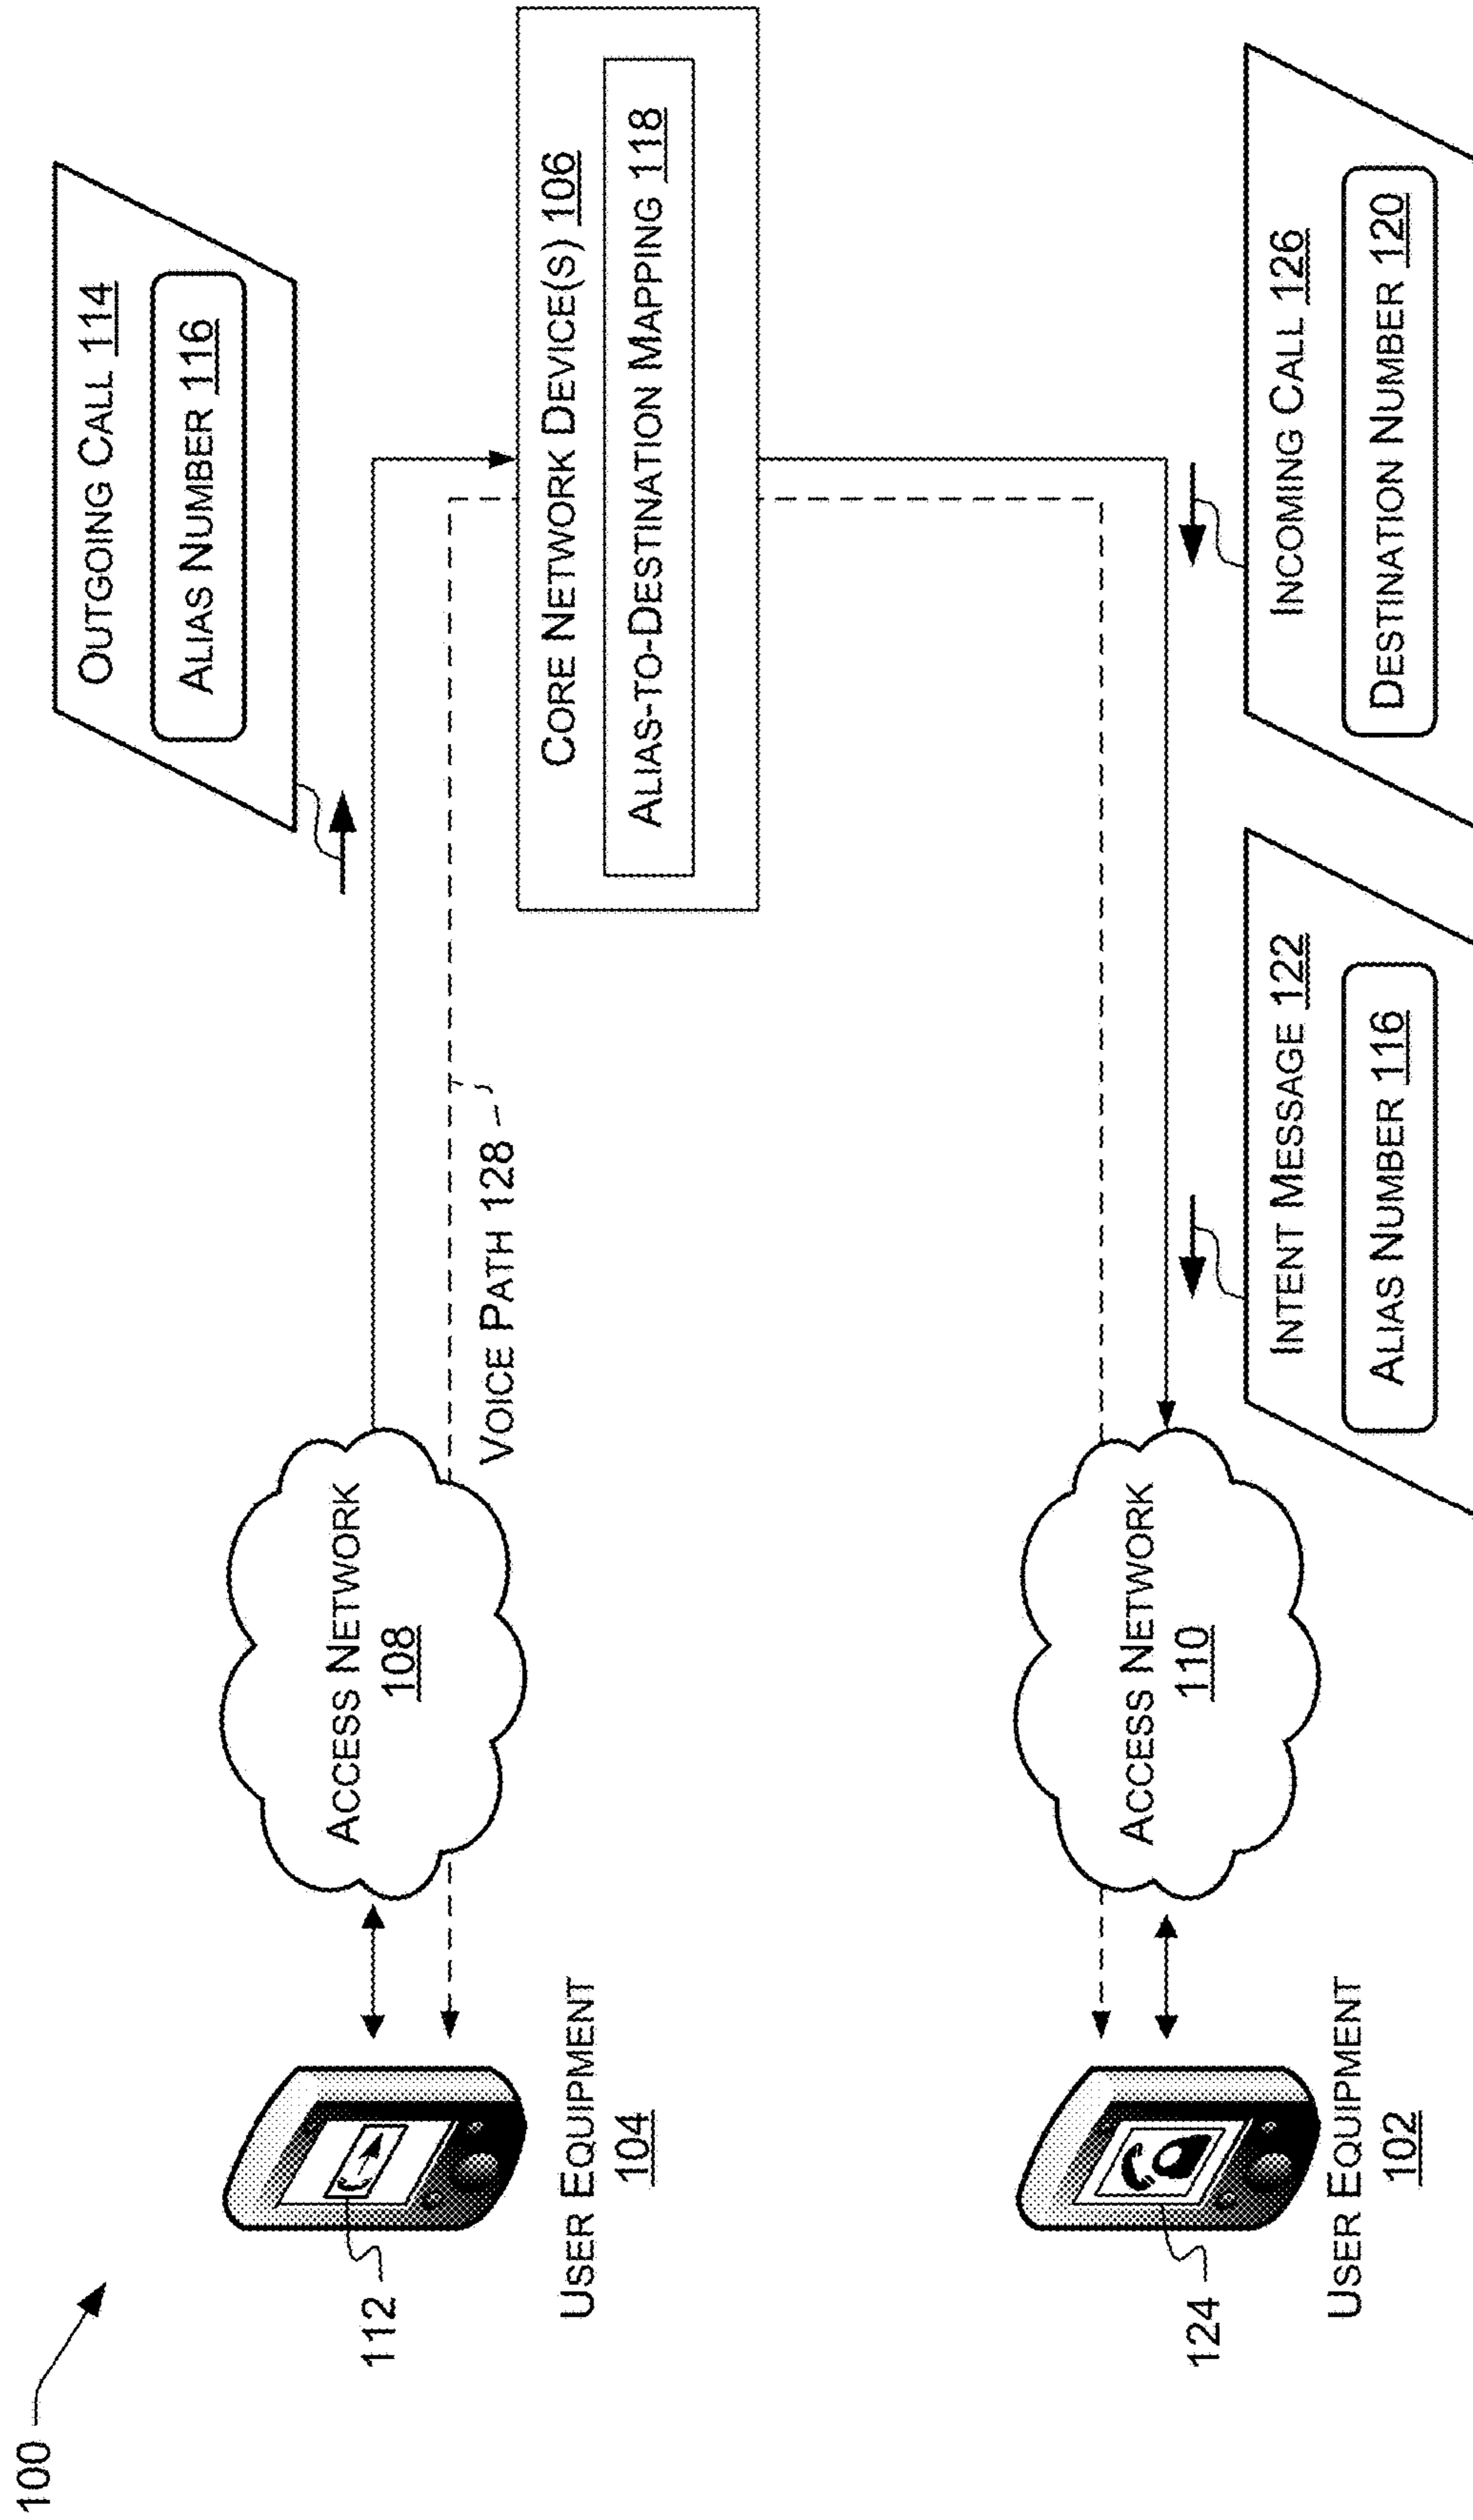 100
OUTGOING CALL 114
ALIAS NUMBER 116
112
USER EQUIPMENT
104
ACCESS NETWORK
108
VOICE PATH 128
CORE NETWORK DEVICE(S) 106
ALIAS-TO-DESTINATION MAPPING 118
124
USER EQUIPMENT
102
ACCESS NETWORK
110
INTENT MESSAGE 122
ALIAS NUMBER 116
INCOMING CALL 126
DESTINATION NUMBER 120